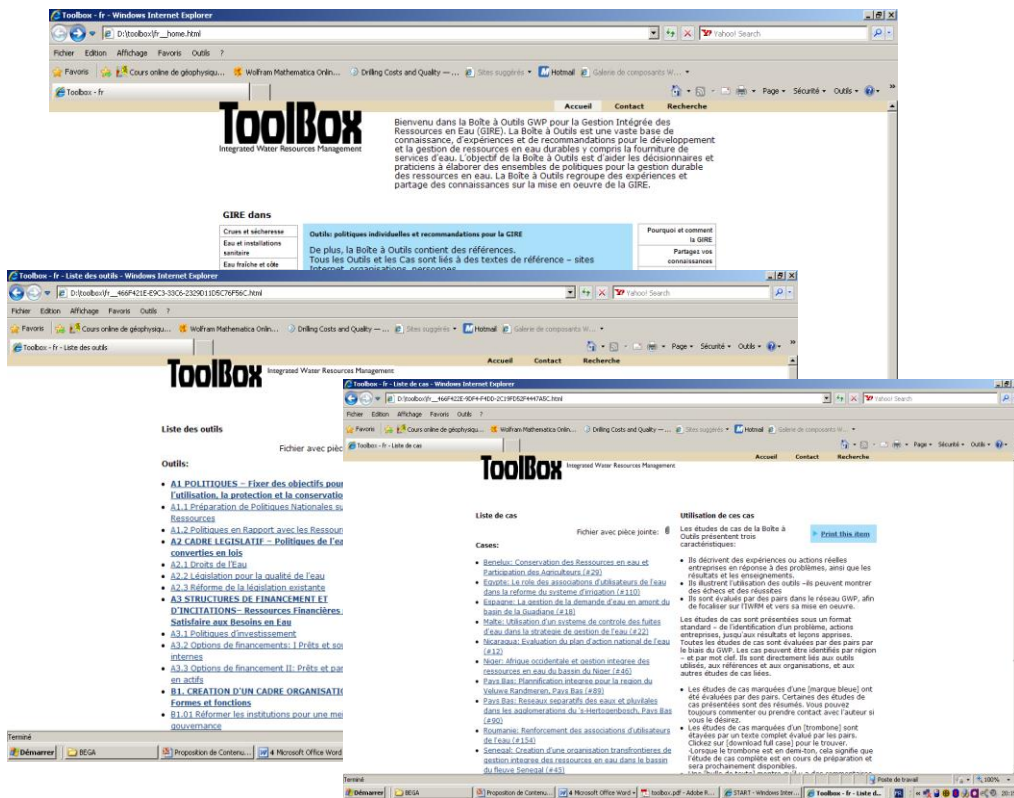 Toolbox - fr - Windows Internet Explorer
D:\toolbox\fr__home.html
Yahoo! Search
Fichier Edition Affichage Favoris Outils ?
Favoris Cours online de géophysiqu... Wolfram Mathematica Onlin... Drilling Costs and Quality — ... Sites suggérés Hotmail Galerie de composants W...
Toolbox - fr
Page Sécurité Outils
Accueil Contact Recherche
ToolBox
Integrated Water Resources Management
Bienvenu dans la Boîte à Outils GWP pour la Gestion Intégrée des
Ressources en Eau (GIRE). La Boîte à Outils est une vaste base de
connaissance, d'expériences et de recommandations pour le développement
et la gestion de ressources en eau durables y compris la fourniture de
services d'eau. L'objectif de la Boîte à Outils est d'aider les décisionnaires et
praticiens à élaborer des ensembles de politiques pour la gestion durable
des ressources en eau. La Boîte à Outils regroupe des expériences et
partage des connaissances sur la mise en oeuvre de la GIRE.
GIRE dans
Crues et sécheresse
Eau et installations
sanitaire
Eau fraîche et côte
Outils: politiques individuelles et recommandations pour la GIRE
De plus, la Boîte à Outils contient des références.
Tous les Outils et les Cas sont liés à des textes de référence – sites
Internet, organisations, personnes
Pourquoi et comment
la GIRE
Partagez vos
connaissances
Toolbox - fr - Liste des outils - Windows Internet Explorer
D:\toolbox\fr__466F421E-E9C3-33C6-2329D11D5C76F56C.html
Yahoo! Search
Fichier Edition Affichage Favoris Outils ?
Favoris Cours online de géophysiqu... Wolfram Mathematica Onlin... Drilling Costs and Quality — ... Sites suggérés Hotmail Galerie de composants W...
Toolbox - fr - Liste des outils
Page Sécurité Outils
Accueil Contact Recherche
ToolBox Integrated Water Resources Management
Liste des outils
Fichier avec pièc
Outils:
A1 POLITIQUES – Fixer des objectifs pour
l'utilisation, la protection et la conservatio
A1.1 Préparation de Politiques Nationales su
Ressources
A1.2 Politiques en Rapport avec les Ressour
A2 CADRE LEGISLATIF – Politiques de l'ea
converties en lois
A2.1 Droits de l'Eau
A2.2 Législation pour la qualité de l'eau
A2.3 Réforme de la législation existante
A3 STRUCTURES DE FINANCEMENT ET
D'INCITATIONS– Ressources Financières
Satisfaire aux Besoins en Eau
A3.1 Politiques d'investissement
A3.2 Options de financements: I Prêts et so
internes
A3.3 Options de financement II: Prêts et par
en actifs
B1. CREATION D'UN CADRE ORGANISATIO
Formes et fonctions
B1.01 Réformer les institutions pour une mei
gouvernance
Terminé
Démarrer BEGA Proposition de Contenu... 4 Microsoft Office Word
Toolbox - fr - Liste de cas - Windows Internet Explorer
D:\toolbox\fr__466F422E-9DF4-F4DD-2C19FD52F4447A5C.html
Yahoo! Search
Fichier Edition Affichage Favoris Outils ?
Favoris Cours online de géophysiqu... Wolfram Mathematica Onlin... Drilling Costs and Quality — ... Sites suggérés Hotmail Galerie de composants W...
Toolbox - fr - Liste de cas
Page Sécurité Outils
Accueil Contact Recherche
ToolBox Integrated Water Resources Management
Liste de cas
Fichier avec pièce jointe:
Cases:
Benelux: Conservation des Ressources en eau et
Participation des Agriculteurs (#29)
Egypte: Le role des associations d'utilisateurs de l'eau
dans la reforme du systeme d'irrigation (#110)
Espagne: La gestion de la demande d'eau en amont du
basin de la Guadiane (#18)
Malte: Utilisation d'un systeme de controle des fuites
d'eau dans la strategie de gestion de l'eau (#22)
Nicaragua: Evaluation du plan d'action national de l'eau
(#12)
Niger: Afrique occidentale et gestion integree des
ressources en eau du bassin du Niger (#46)
Pays Bas: Plannification integree pour la region du
Veluwe Randmeren, Pays Bas (#89)
Pays Bas: Reseaux separatifs des eaux et pluviales
dans les agglomerations du 's-Hertogenbosch, Pays Bas
(#90)
Roumanie: Renforcement des associations d'utilisateurs
de l'eau (#154)
Senegal: Creation d'une organisation transfrontieres de
gestion integree des ressources en eau dans le bassin
du fleuve Senegal (#45)
Utilisation de ces cas
Les études de cas de la Boîte à
Outils présentent trois
caractéristiques:
Print this item
Ils décrivent des expériences ou actions réelles
entreprises en réponse à des problèmes, ainsi que les
résultats et les enseignements.
Ils illustrent l'utilisation des outils –ils peuvent montrer
des échecs et des réussites
Ils sont évalués par des pairs dans le réseau GWP, afin
de focaliser sur l'IWRM et vers sa mise en oeuvre.
Les études de cas sont présentées sous un format
standard – de l'identification d'un problème, actions
entreprises, jusqu'aux résultats et leçons apprises.
Toutes les études de cas sont évaluées par des pairs par
le biais du GWP. Les cas peuvent être identifiés par région
– et par mot clef. Ils sont directement liés aux outils
utilisés, aux références et aux organisations, et aux
autres études de cas liées.
Les études de cas marquées d'un [marque bleue] ont
été évaluées par des pairs. Certaines des études de
cas présentées sont des résumés. Vous pouvez
toujours commenter ou prendre contact avec l'auteur si
vous le désirez.
Les études de cas marquées d'un [trombone] sont
étayées par un texte complet évalué par les pairs.
Clickez sur [download full case] pour le trouver.
-Lorsque le trombone est en demi-ton, cela signifie que
l'étude de cas complète est en cours de préparation et
sera prochainement disponibles.
Terminé
Poste de travail 100%
Démarrer BEGA Proposition de Contenu... 4 Microsoft Office Word toolbox.pdf - Adobe R... START - Windows Inter... Toolbox - fr - Liste d... FR